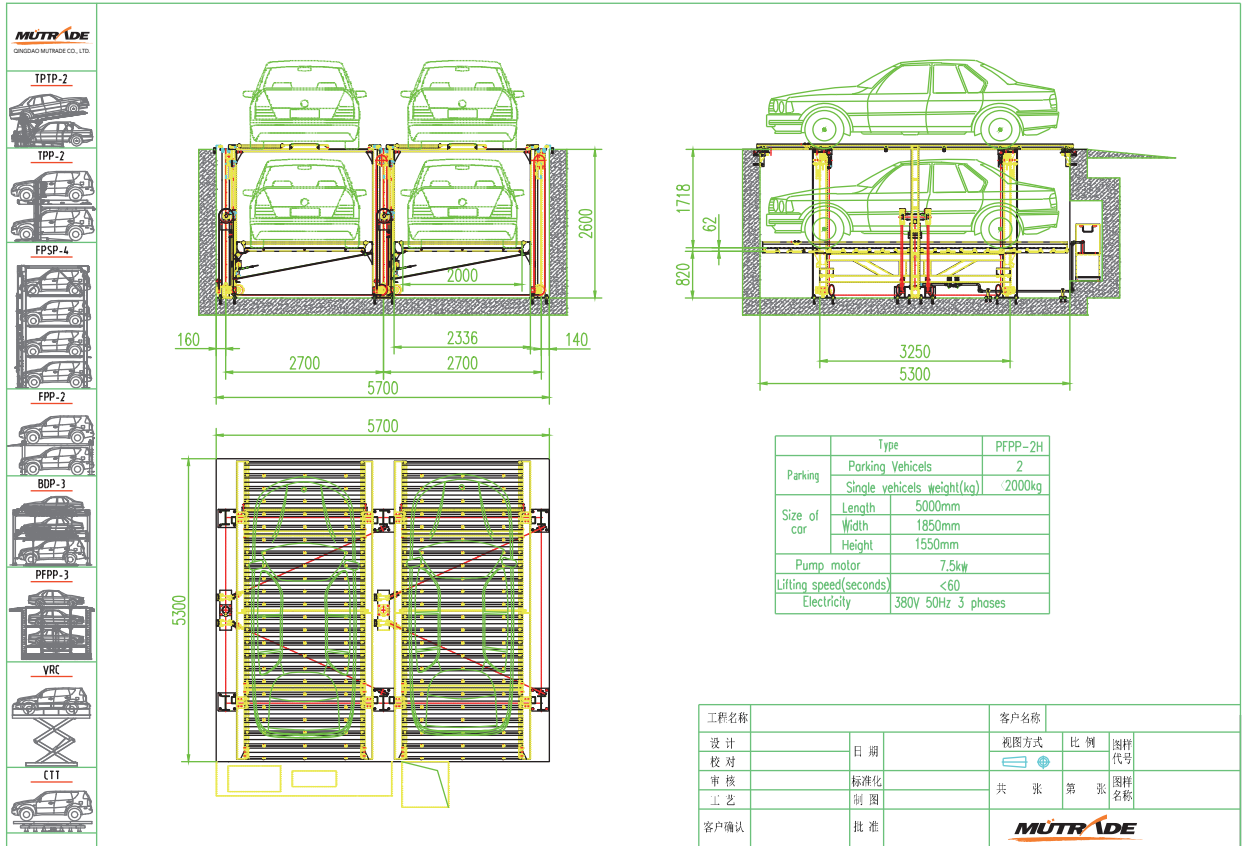 MUTRADE
QINGDAO MUTRADE CO., LTD.
TPTP-2
TPP-2
FPSP-4
FPP-2
BDP-3
PFPP-3
VRC
CTT
2600
2000
160
2336
140
2700
2700
5700
1718
62
820
3250
5300
5700
5300
Type PFPP-2H
Parking
Parking Vehicels 2
Single vehicels weight(kg) <2000kg
Size of car
Length 5000mm
Width 1850mm
Height 1550mm
Pump motor 7.5kw
Lifting speed(seconds) <60
Electricity 380V 50Hz 3 phases
工程名称 客户名称
设 计 日 期 视图方式 比 例 图样代号
校 对
审 核 标准化 共 张 第 张 图样名称
工 艺 制 图
客户确认 批 准
MUTRADE